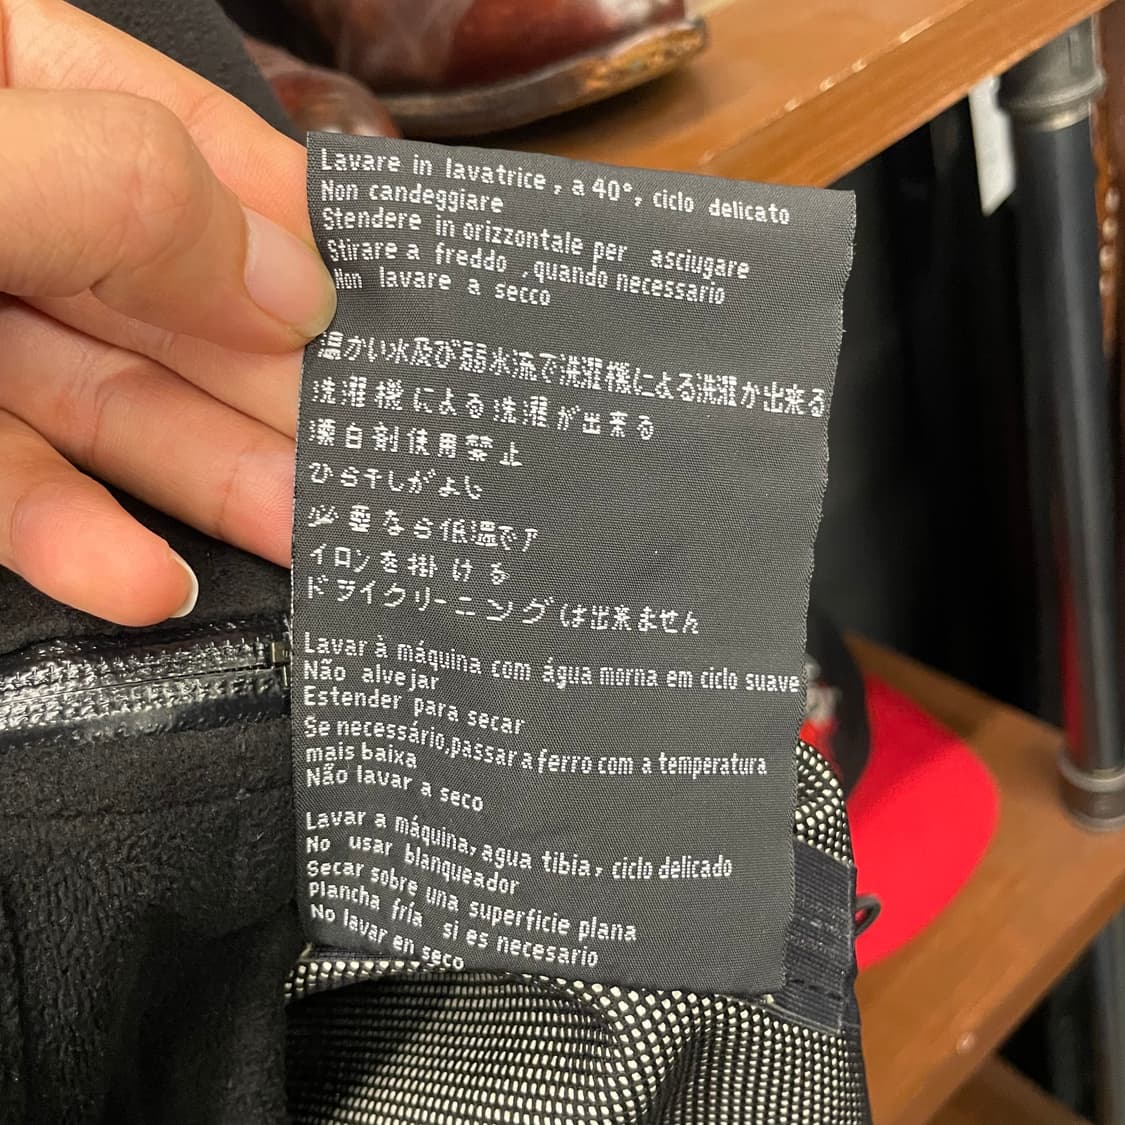 Lavare in lavatrice, a 40°, ciclo delicato
Non candeggiare
Stendere in orizzontale per asciugare
Stirare a freddo, quando necessario
Non lavare a secco
温かい水及び弱水流で洗濯機による洗濯が出来る
洗濯機による洗濯が出来る
漂白剤使用禁止
ひら干しがよし
必要なら低温でア
イロンを掛ける
ドライクリーニングは出来ません
Lavar à máquina com água morna em ciclo suave
Não alvejar
Estender para secar
Se necessário, passar a ferro com a temperatura
mais baixa
Não lavar a seco
Lavar a máquina, agua tibia, ciclo delicado
No usar blanqueador
Secar sobre una superficie plana
Plancha fría si es necesario
No lavar en seco